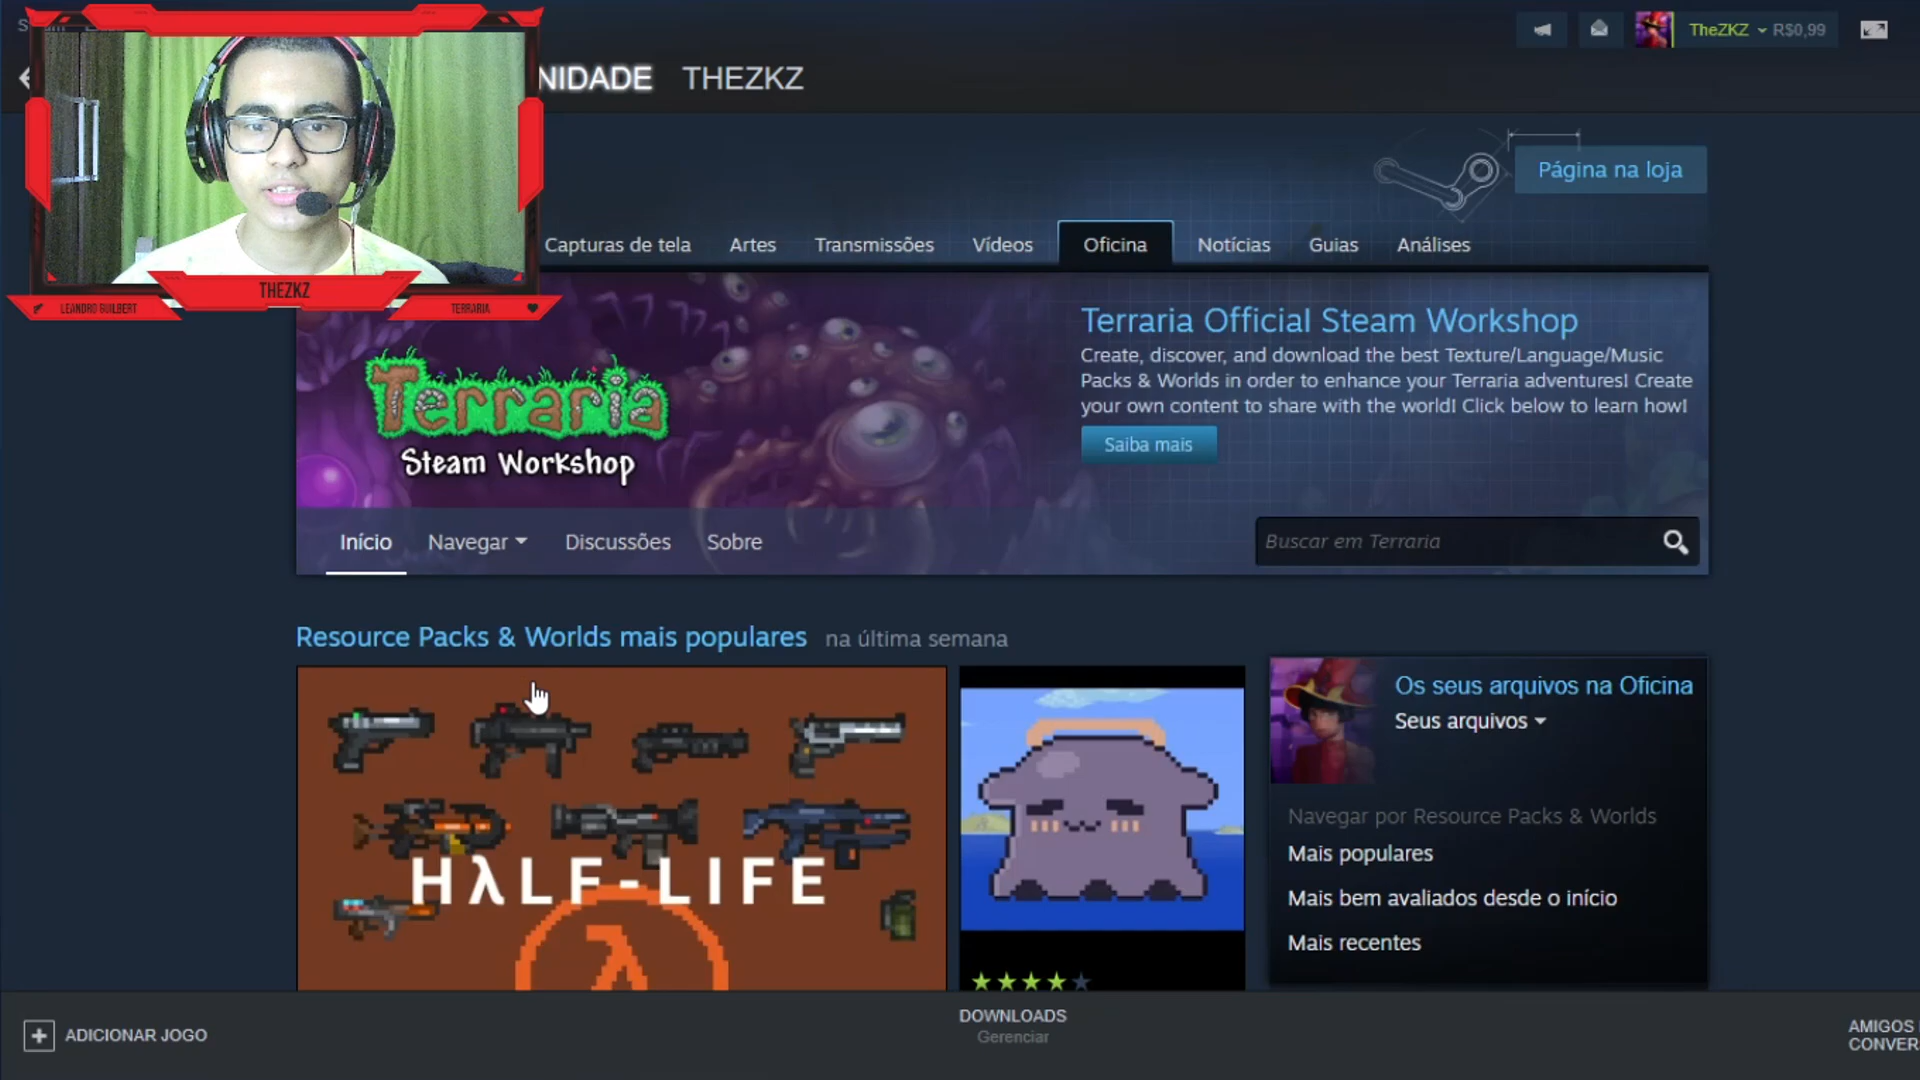 TheZKZ R$0,99
NIDADE THEZKZ
Página na loja
Capturas de tela Artes Transmissões Vídeos Oficina Notícias Guias Análises
THEZKZ
LEANDRO GUILBERT TERRARIA
Terraria
Steam Workshop
Terraria Official Steam Workshop
Create, discover, and download the best Texture/Language/Music
Packs & Worlds in order to enhance your Terraria adventures! Create
your own content to share with the world! Click below to learn how!
Saiba mais
Início Navegar Discussões Sobre
Buscar em Terraria
Resource Packs & Worlds mais populares na última semana
HλLF-LIFE
Os seus arquivos na Oficina
Seus arquivos
Navegar por Resource Packs & Worlds
Mais populares
Mais bem avaliados desde o início
Mais recentes
ADICIONAR JOGO
DOWNLOADS
Gerenciar
AMIGOS
CONVER